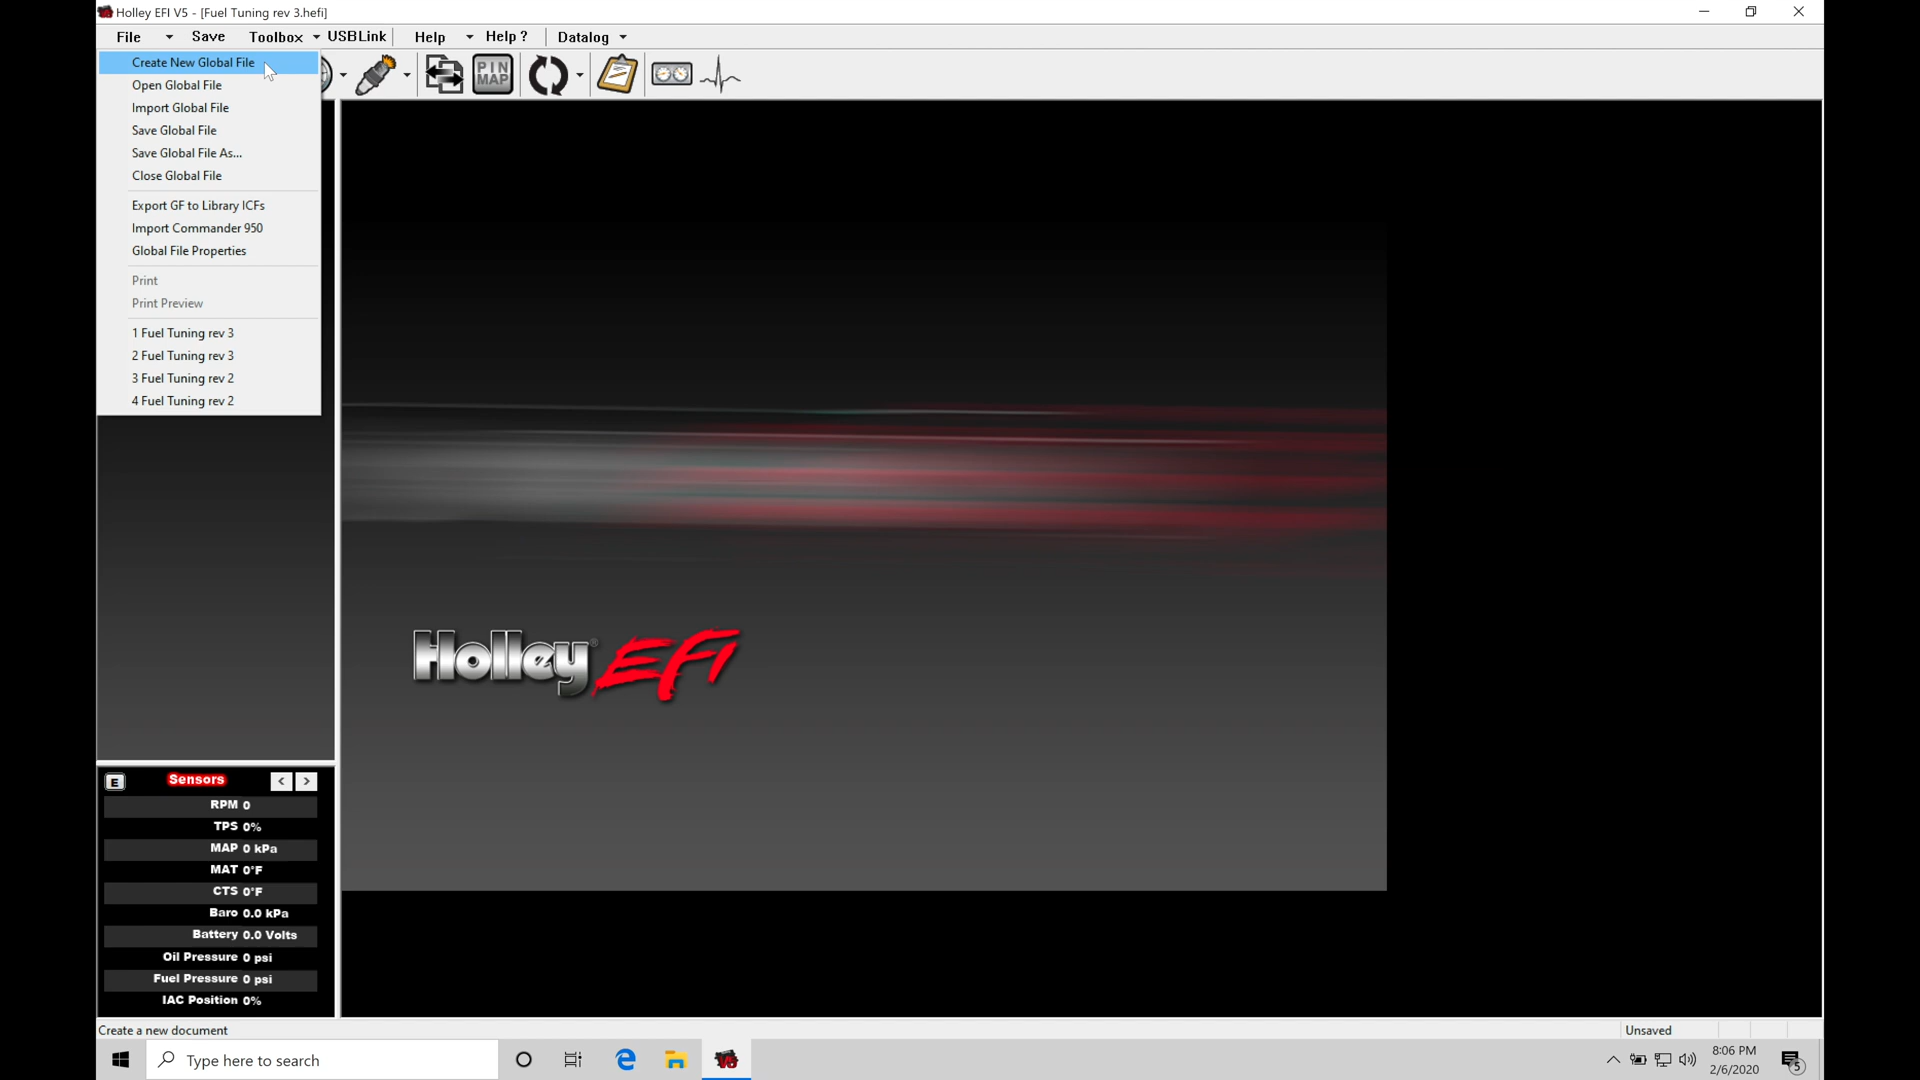 Holley EFI V5 - [Fuel Tuning rev 3.hefi]
File Save Toolbox USBLink Help Help ? Datalog
PIN
MAP
Create New Global File
Open Global File
Import Global File
Save Global File
Save Global File As...
Close Global File
Export GF to Library ICFs
Import Commander 950
Global File Properties
Print
Print Preview
1 Fuel Tuning rev 3
2 Fuel Tuning rev 3
3 Fuel Tuning rev 2
4 Fuel Tuning rev 2
Holley® EFI
E Sensors < >
RPM 0
TPS 0%
MAP 0 kPa
MAT 0°F
CTS 0°F
Baro 0.0 kPa
Battery 0.0 Volts
Oil Pressure 0 psi
Fuel Pressure 0 psi
IAC Position 0%
Create a new document Unsaved
Type here to search
8:06 PM
2/6/2020
5